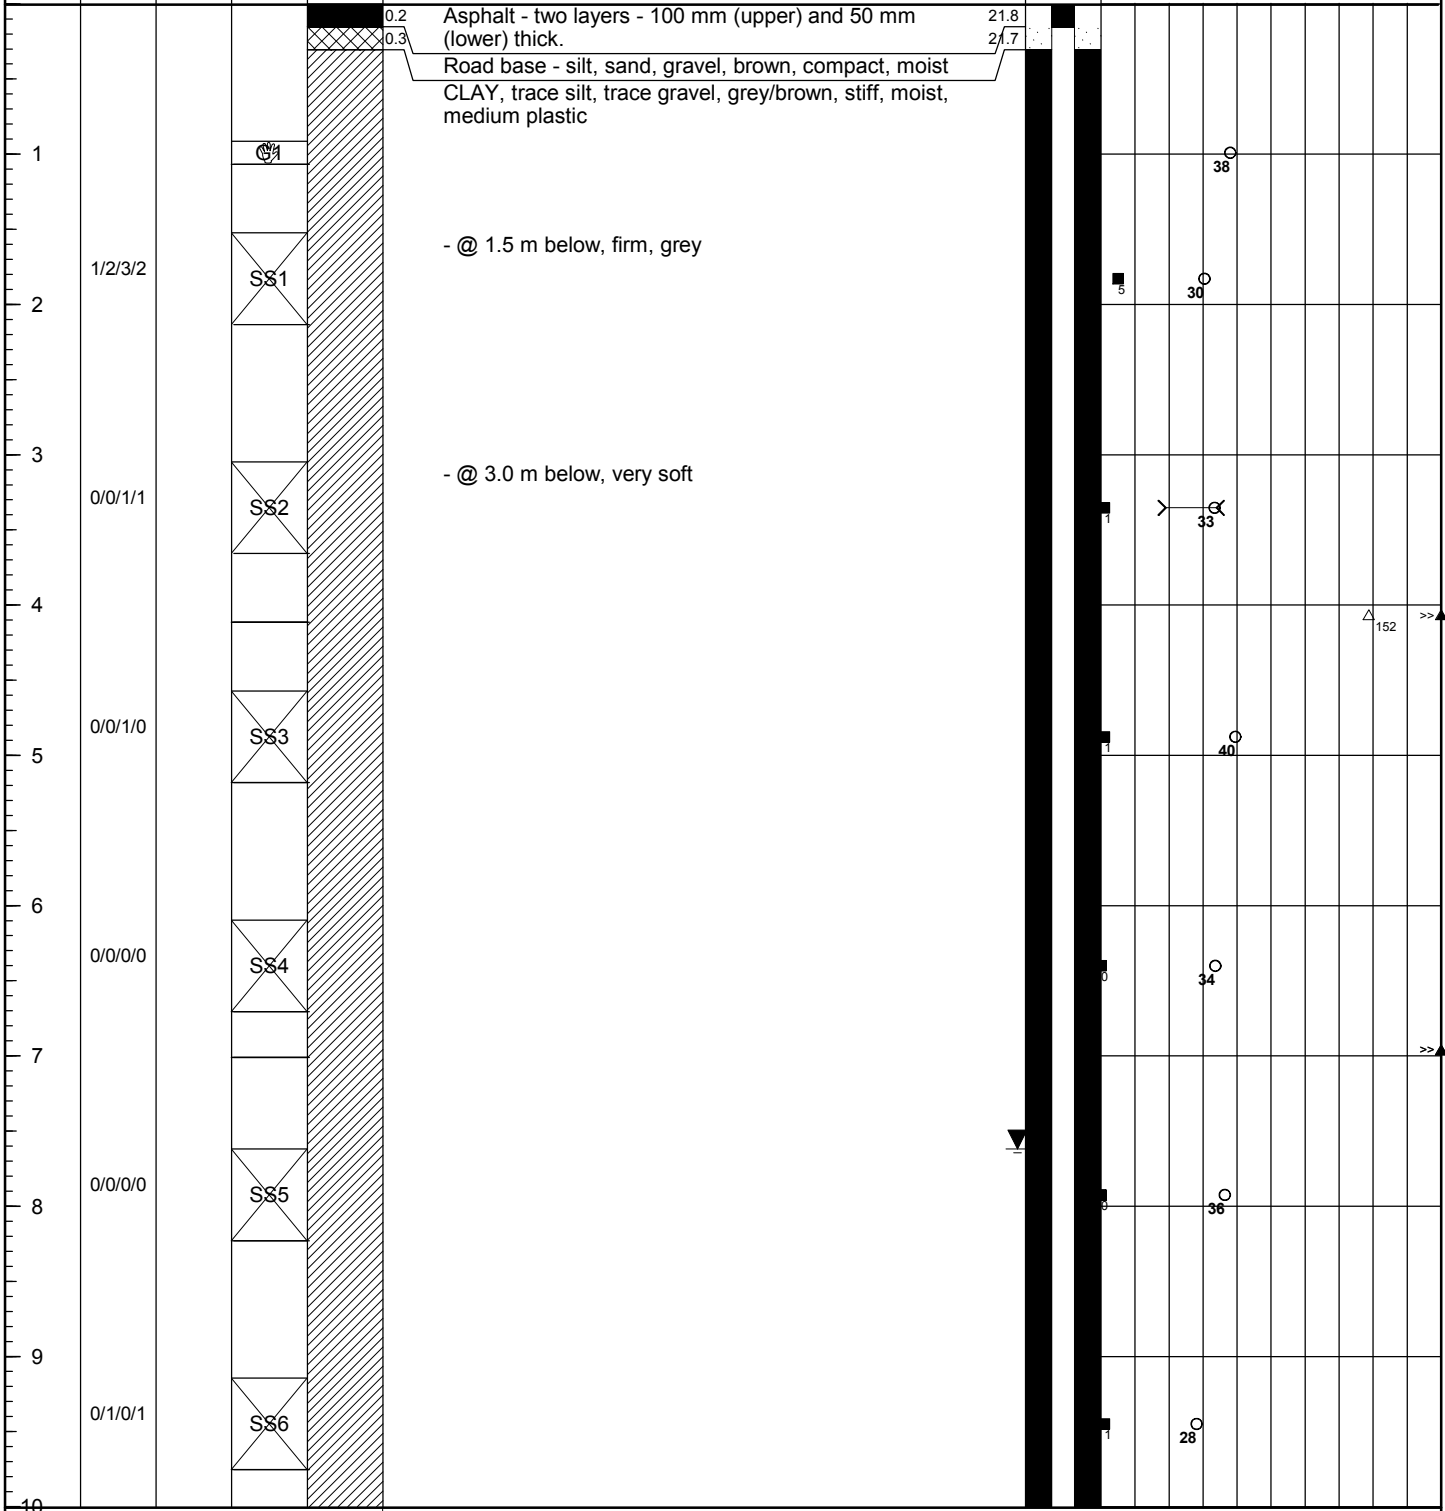 0.2 Asphalt - two layers - 100 mm (upper) and 50 mm 21.8
0.3 (lower) thick. 21.7
Road base - silt, sand, gravel, brown, compact, moist
CLAY, trace silt, trace gravel, grey/brown, stiff, moist,
medium plastic
1 G1
38
- @ 1.5 m below, firm, grey
1/2/3/2 SS1
5 30
2
3
- @ 3.0 m below, very soft
0/0/1/1 SS2
1 33
4
>>
152
0/0/1/0 SS3
1 40
5
6
0/0/0/0 SS4
0 34
7 >>
0/0/0/0 SS5
8 0 36
9
0/1/0/1 SS6
1 28
10